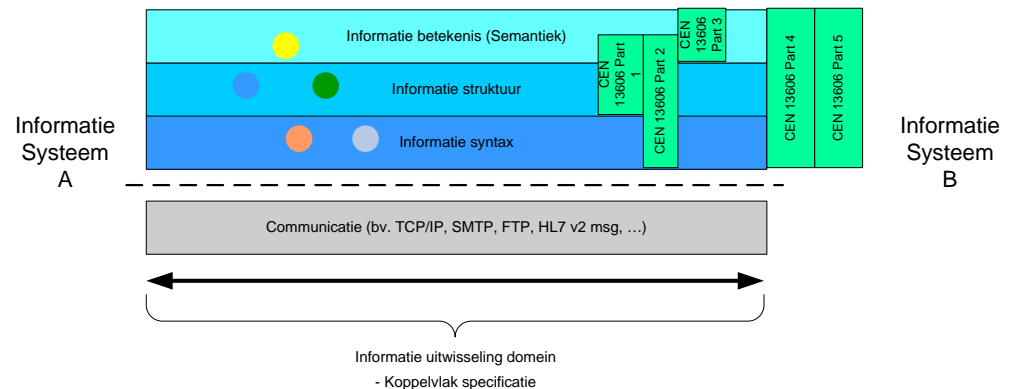 Informatie betekenis (Semantiek)
CEN
13606
Part 3
CEN
13606 Part
1
CEN 13606 Part 2
CEN 13606 Part 4
CEN 13606 Part 5
Informatie struktuur
Informatie syntax
Informatie
Systeem
A
Informatie
Systeem
B
Communicatie (bv. TCP/IP, SMTP, FTP, HL7 v2 msg, …)
Informatie uitwisseling domein
- Koppelvlak specificatie